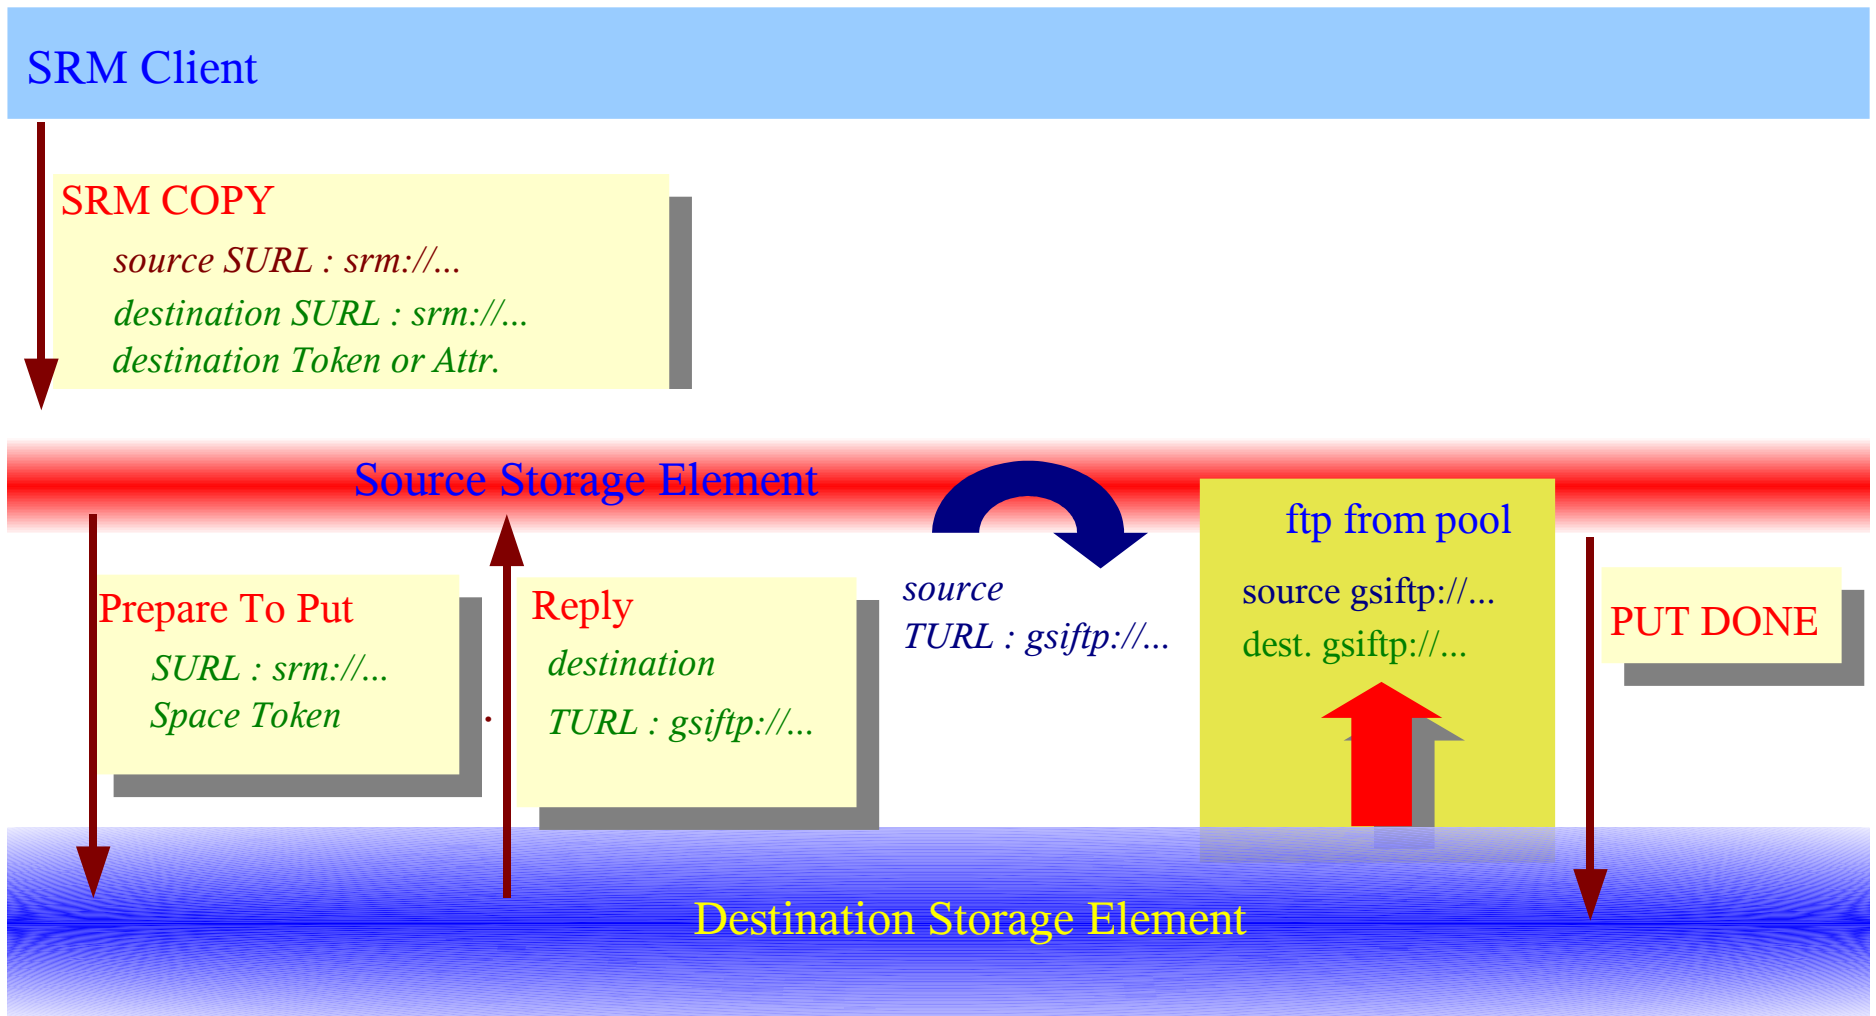 SRM Client
SRM COPY
source SURL : srm://...
destination SURL : srm://...
destination Token or Attr.
Source Storage Element
Prepare To Put
SURL : srm://...
Space Token
.
Reply
destination
TURL : gsiftp://...
source
TURL : gsiftp://...
ftp from pool
source gsiftp://...
dest. gsiftp://...
PUT DONE
Destination Storage Element